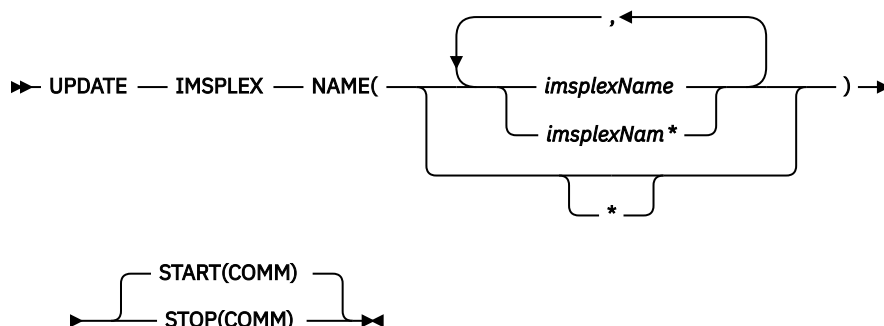 ,
UPDATE IMSPLEX NAME( imsplexName )
imsplexNam*
*
START(COMM)
STOP(COMM)